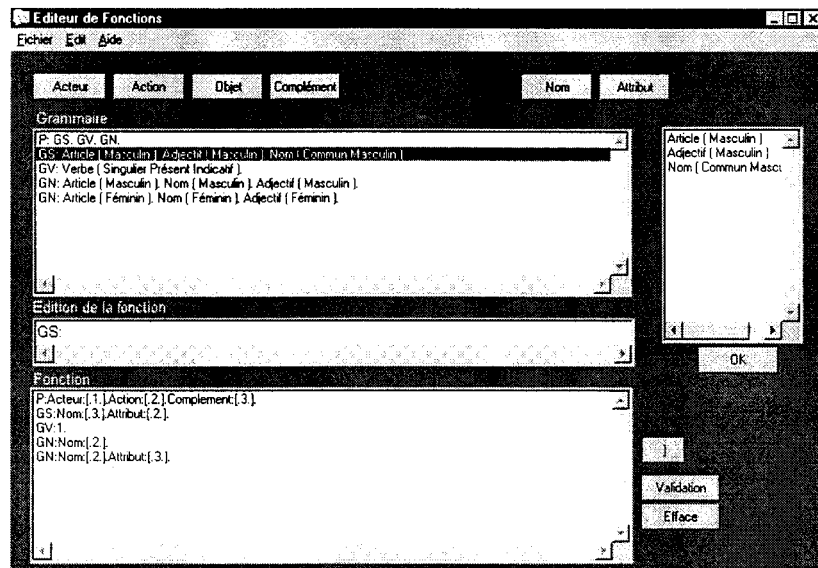 Editeur de Fonctions
Fichier Edit Aide
Acteur Action Objet Complément Nom Attribut
Grammaire
P: GS. GV. GN.
GS: Article ( Masculin ). Adjectif ( Masculin ). Nom ( Commun Masculin ).
GV: Verbe ( Singulier Présent Indicatif ).
GN: Article ( Masculin ). Nom ( Masculin ). Adjectif ( Masculin ).
GN: Article ( Féminin ). Nom ( Féminin ). Adjectif ( Féminin ).
Article ( Masculin )
Adjectif ( Masculin )
Nom ( Commun Mascu
Edition de la fonction
GS:
OK
Fonction
P:Acteur:[.1.].Action:[.2.].Complement:[.3.].
GS:Nom:[.3.].Attribut:[.2.].
GV:1.
GN:Nom:[.2.].
GN:Nom:[.2.].Attribut:[.3.].
]
Validation
Efface